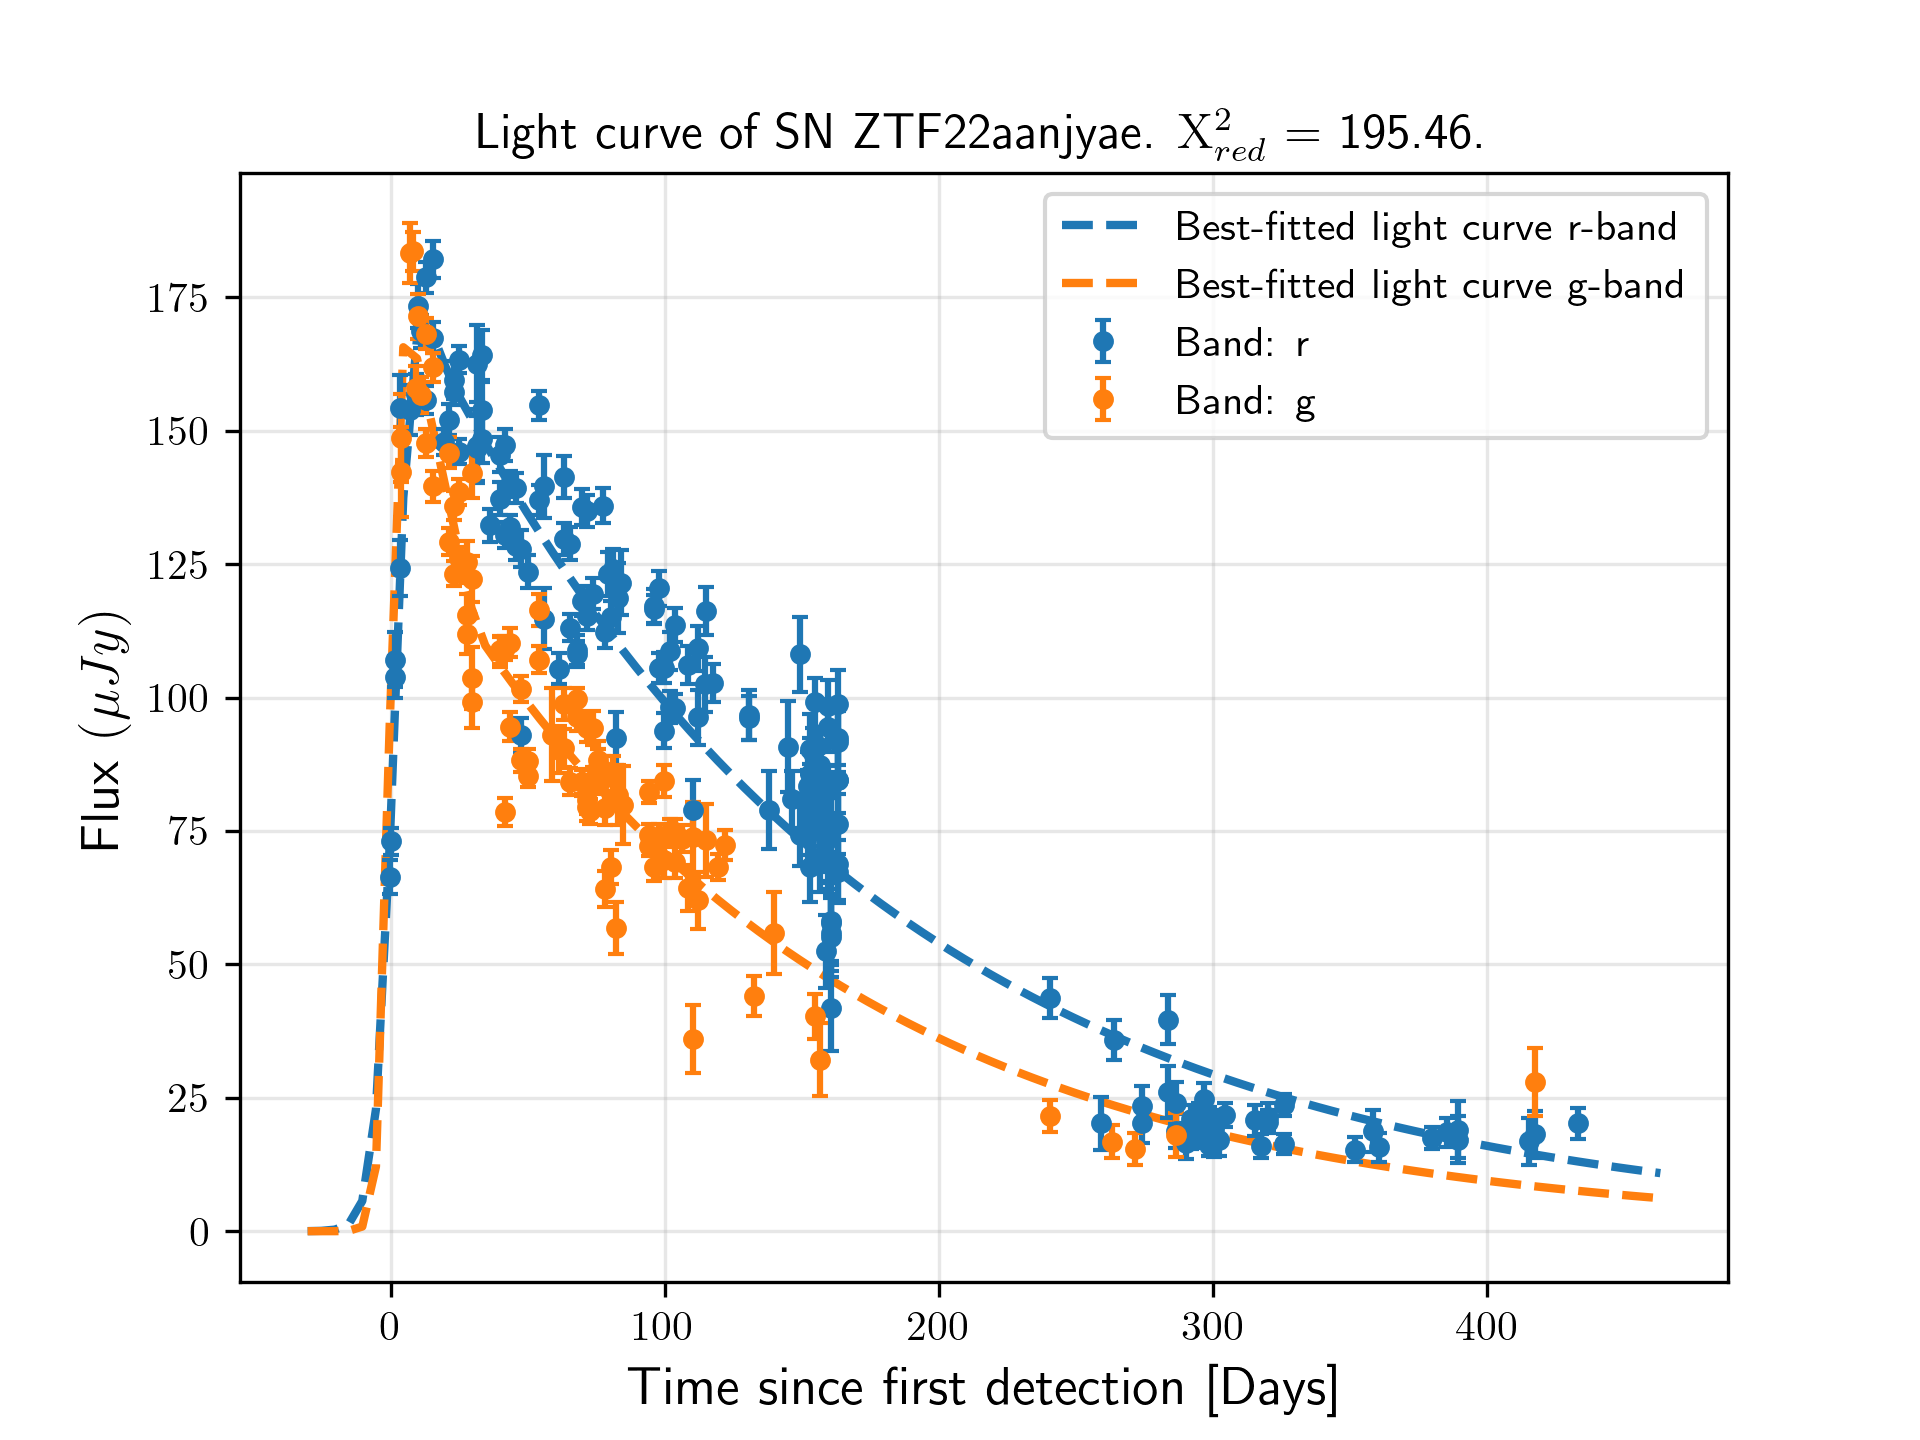 Light curve of SN ZTF22aanjyae. X²red = 195.46.
Best-fitted light curve r-band
Best-fitted light curve g-band
Band: r
Band: g
Flux (μJy)
175
150
125
100
75
50
25
0
0 100 200 300 400
Time since first detection [Days]